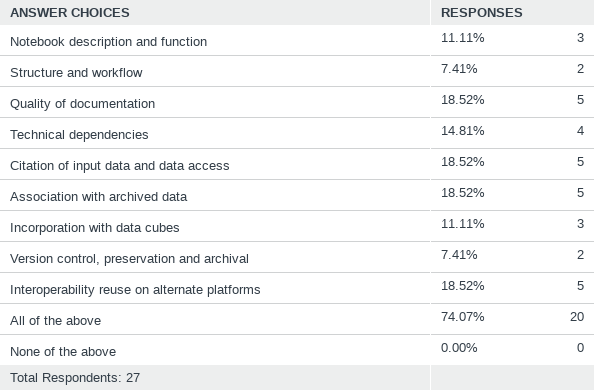 ANSWER CHOICES RESPONSES
Notebook description and function 11.11% 3
Structure and workflow 7.41% 2
Quality of documentation 18.52% 5
Technical dependencies 14.81% 4
Citation of input data and data access 18.52% 5
Association with archived data 18.52% 5
Incorporation with data cubes 11.11% 3
Version control, preservation and archival 7.41% 2
Interoperability reuse on alternate platforms 18.52% 5
All of the above 74.07% 20
None of the above 0.00% 0
Total Respondents: 27